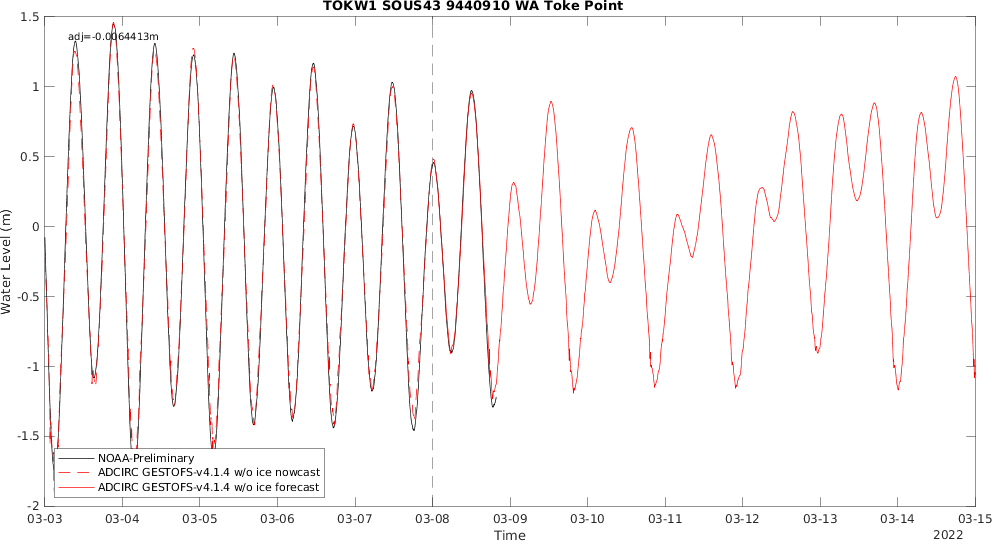 TOKW1 SOUS43 9440910 WA Toke Point
adj=-0.0064413m
Water Level (m)
1.5
1
0.5
0
-0.5
-1
-1.5
-2
NOAA-Preliminary
ADCIRC GESTOFS-v4.1.4 w/o ice nowcast
ADCIRC GESTOFS-v4.1.4 w/o ice forecast
03-03 03-04 03-05 03-06 03-07 03-08 03-09 03-10 03-11 03-12 03-13 03-14 03-15
Time
2022